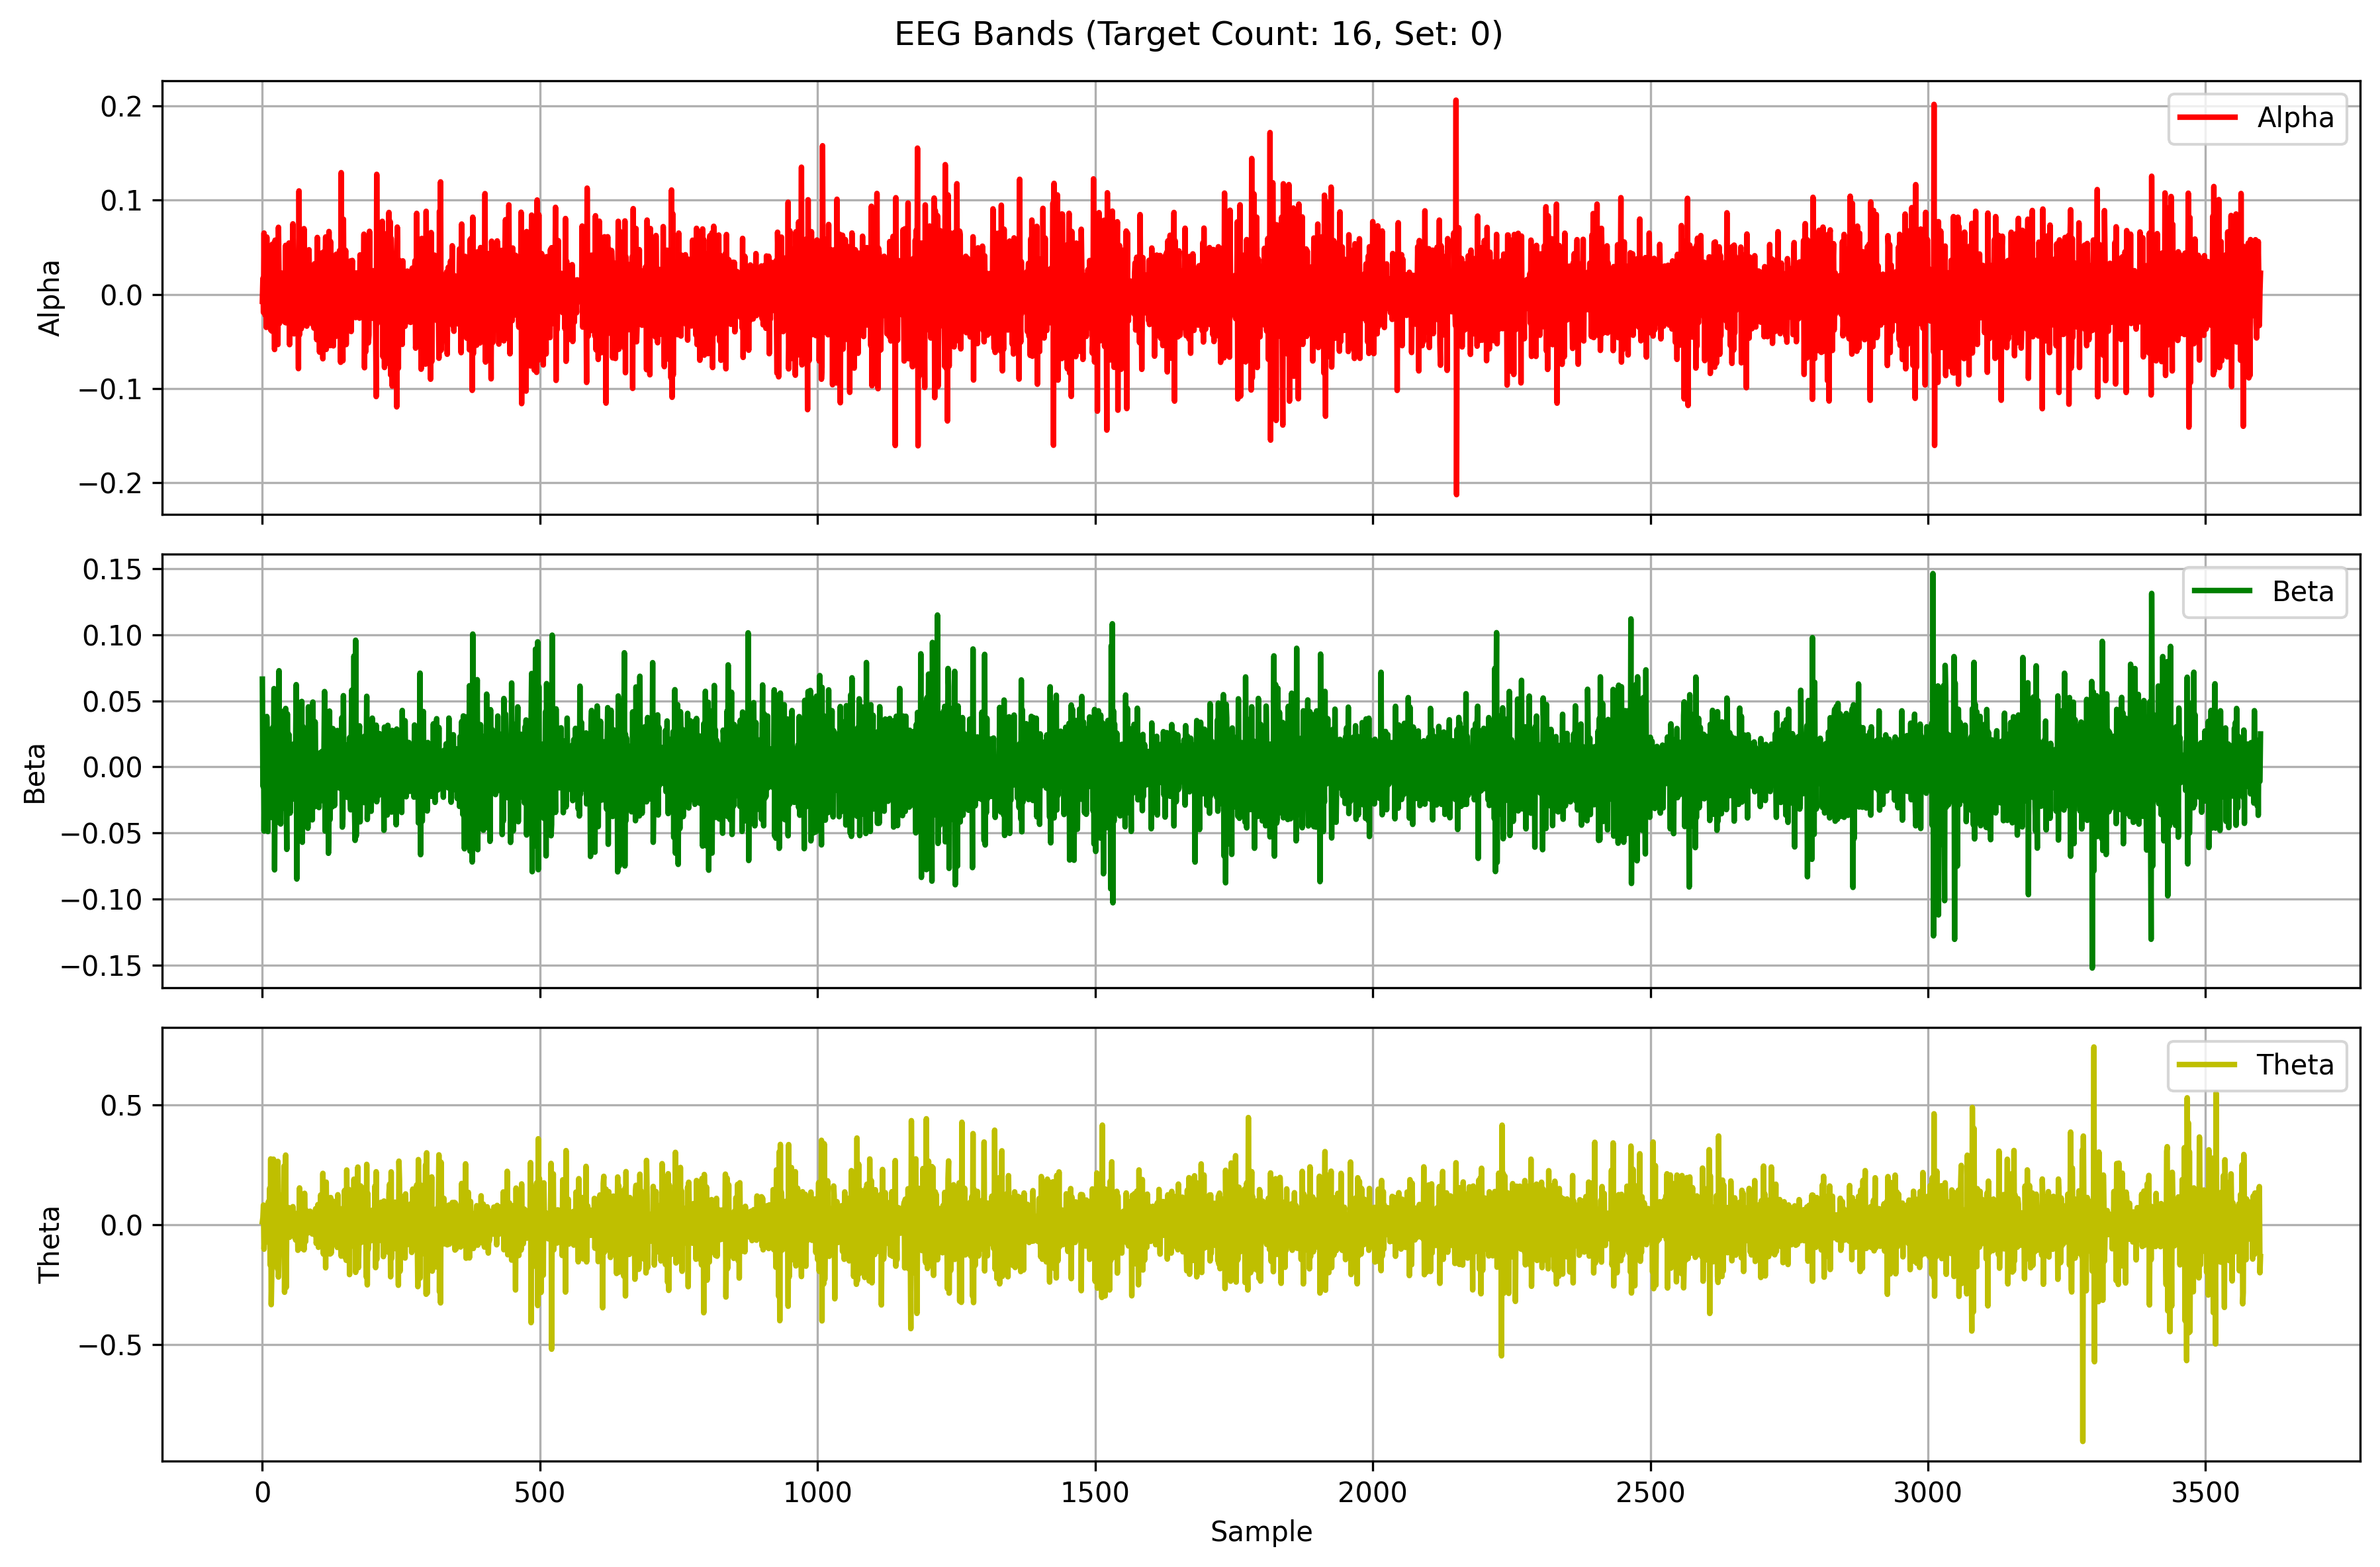 EEG Bands (Target Count: 16, Set: 0)
0.2
0.1
0.0
−0.1
−0.2
Alpha
Alpha
0.15
0.10
0.05
0.00
−0.05
−0.10
−0.15
Beta
Beta
0.5
0.0
−0.5
Theta
Theta
0 500 1000 1500 2000 2500 3000 3500
Sample